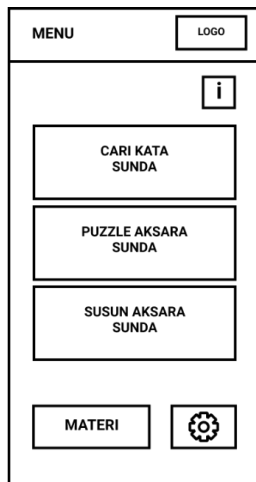 MENU
LOGO
i
CARI KATA
SUNDA
PUZZLE AKSARA
SUNDA
SUSUN AKSARA
SUNDA
MATERI